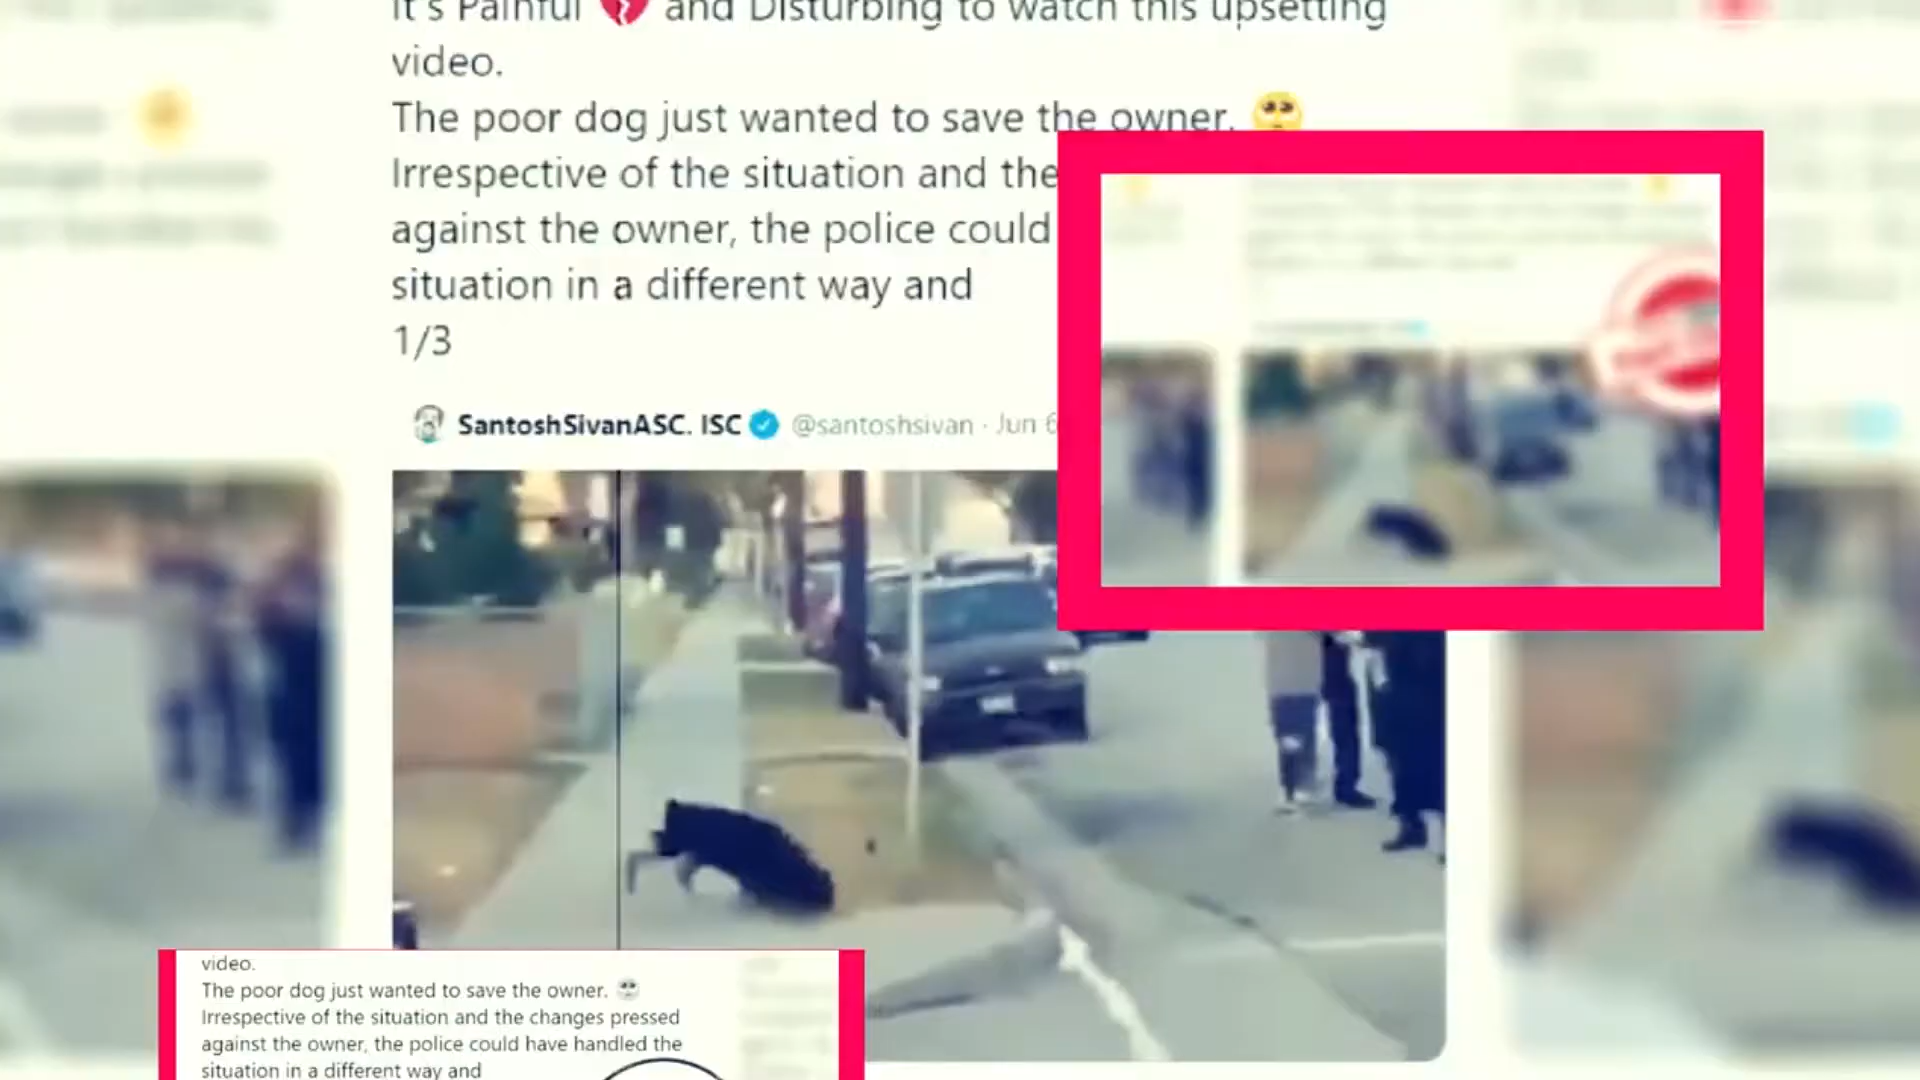 It's Painful 💔 and Disturbing to watch this upsetting
video.
The poor dog just wanted to save the owner. 🥺
Irrespective of the situation and the
against the owner, the police could
situation in a different way and
1/3
SantoshSivanASC. ISC @santoshsivan · Jun 6
video.
The poor dog just wanted to save the owner. 🥺
Irrespective of the situation and the changes pressed
against the owner, the police could have handled the
situation in a different way and